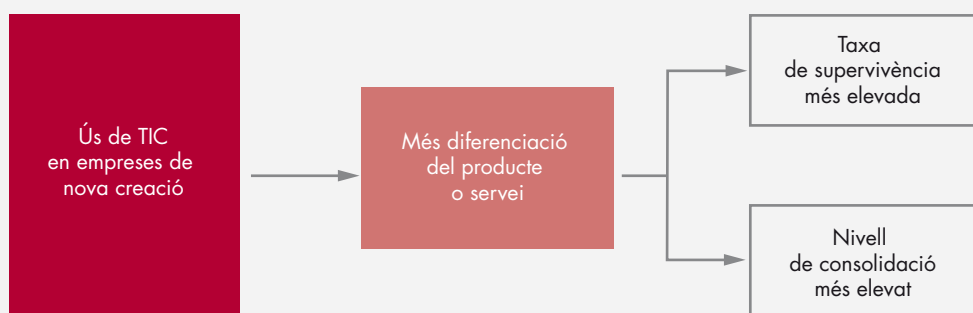 Ús de TIC
en empreses de
nova creació
Més diferenciació
del producte
o servei
Taxa
de supervivència
més elevada
Nivell
de consolidació
més elevat